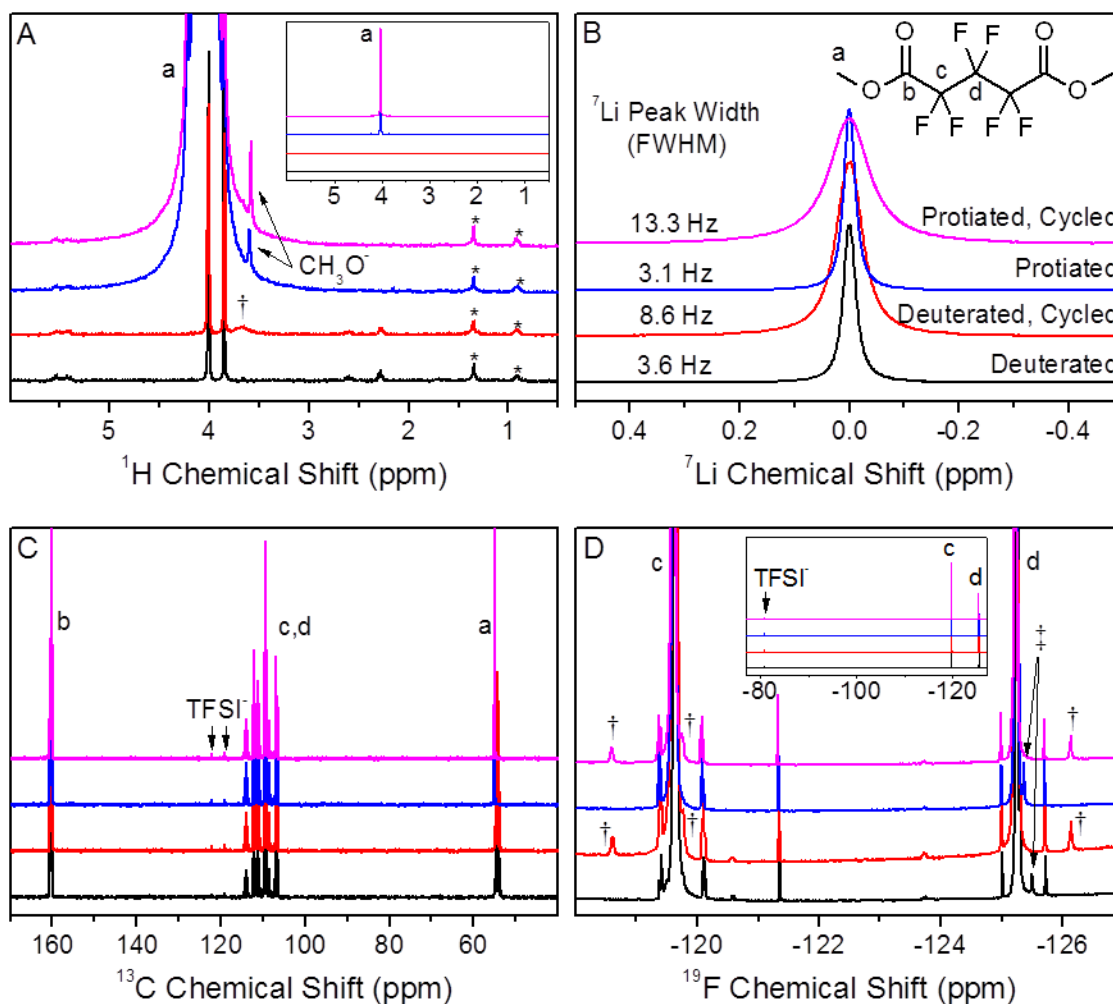 A
a
a
5 4 3 2 1
CH₃O⁻
†
* *
* *
* *
* *
5 4 3 2 1
¹H Chemical Shift (ppm)
B
a
O O
F F
c
O b d O
F F F F
⁷Li Peak Width
(FWHM)
13.3 Hz Protiated, Cycled
3.1 Hz Protiated
8.6 Hz Deuterated, Cycled
3.6 Hz Deuterated
0.4 0.2 0.0 -0.2 -0.4
⁷Li Chemical Shift (ppm)
C
b
c,d
a
TFSI⁻
160 140 120 100 80 60
¹³C Chemical Shift (ppm)
D
c
d
TFSI⁻
c
d
-80 -100 -120
‡
† † †
† † †
-120 -122 -124 -126
¹⁹F Chemical Shift (ppm)